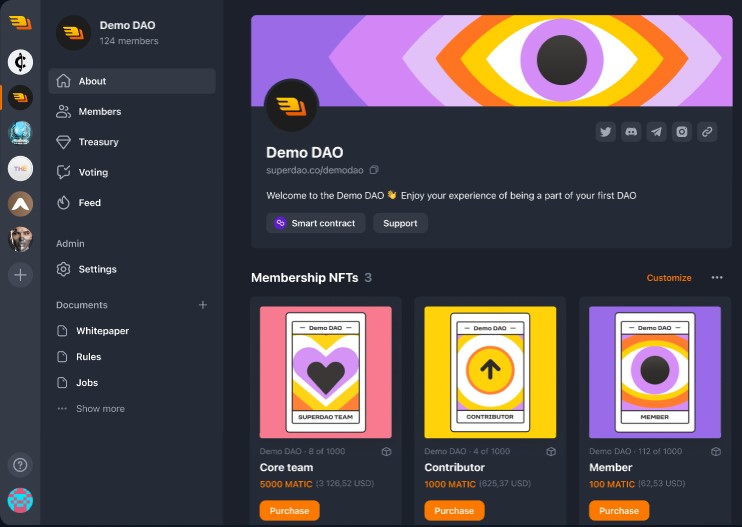 Demo DAO
124 members
About
Members
Treasury
Voting
Feed
Admin
Settings
Documents
Whitepaper
Rules
Jobs
Show more
THĒ
Demo DAO
superdao.co/demodao
Welcome to the Demo DAO 👋 Enjoy your experience of being a part of your first DAO
Smart contract
Support
Membership NFTs 3
Customize
Demo DAO
SUPERDAO TEAM
Demo DAO · 8 of 1000
Core team
5000 MATIC (3 126,52 USD)
Purchase
Demo DAO
CONTRIBUTOR
Demo DAO · 4 of 1000
Contributor
1000 MATIC (625,37 USD)
Purchase
Demo DAO
MEMBER
Demo DAO · 112 of 1000
Member
100 MATIC (62,53 USD)
Purchase